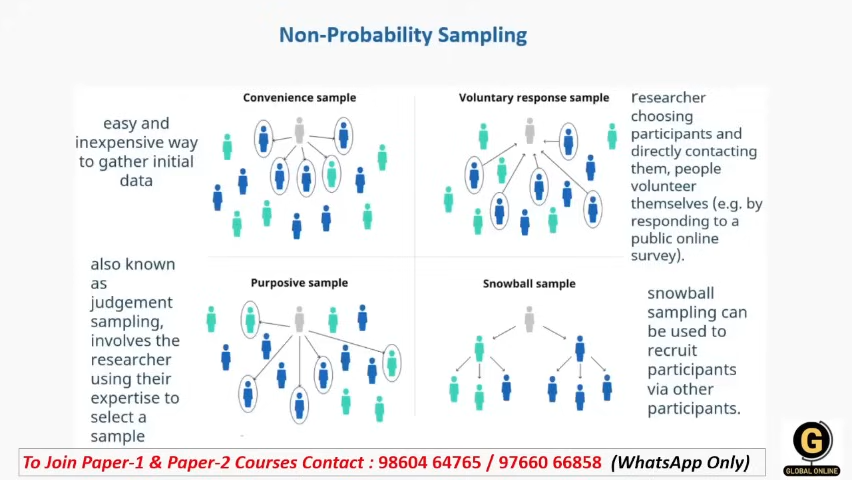 Non-Probability Sampling
Convenience sample
easy and
inexpensive way
to gather initial
data
Voluntary response sample
researcher
choosing
participants and
directly contacting
them, people
volunteer
themselves (e.g. by
responding to a
public online
survey).
Purposive sample
also known
as
judgement
sampling,
involves the
researcher
using their
expertise to
select a
sample
Snowball sample
snowball
sampling can
be used to
recruit
participants
via other
participants.
To Join Paper-1 & Paper-2 Courses Contact : 98604 64765 / 97660 66858 (WhatsApp Only)
G
GLOBAL ONLINE